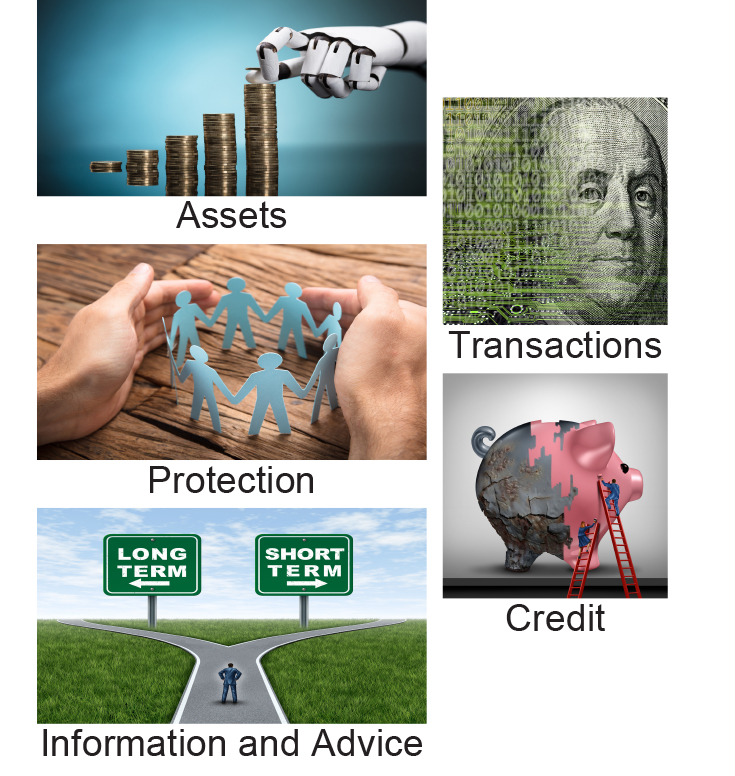 Assets
Transactions
Protection
LONG
TERM
SHORT
TERM
Credit
Information and Advice